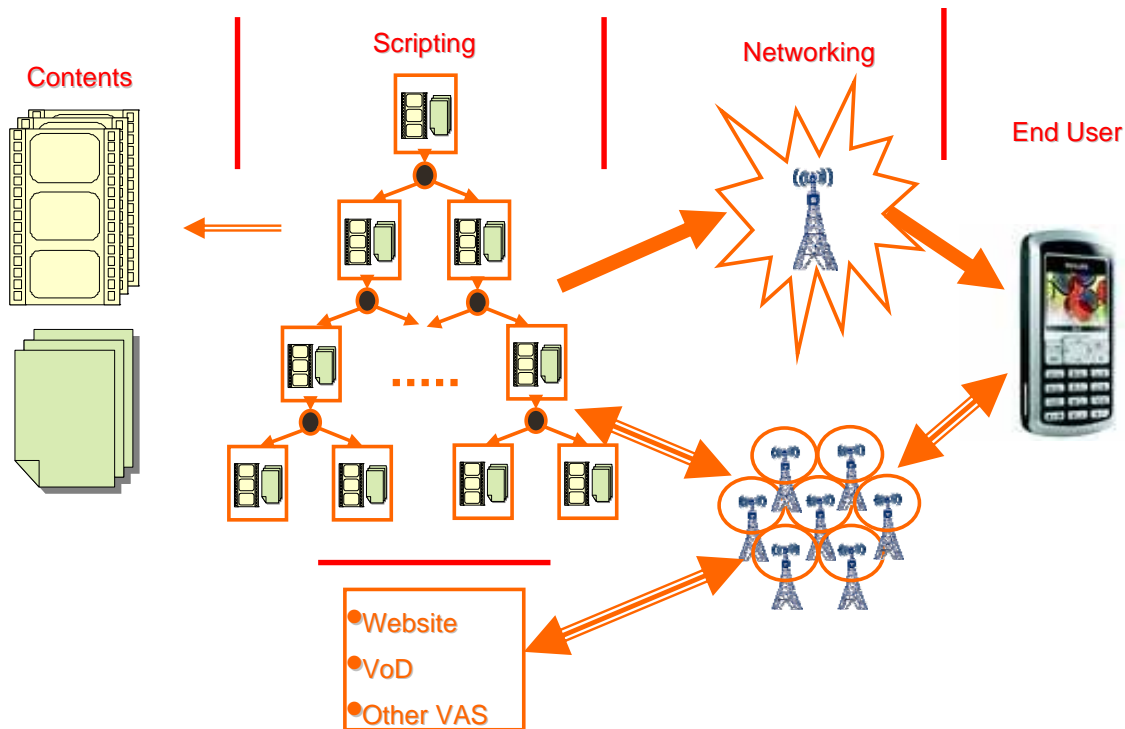 Contents
Scripting
Networking
End User
Website
VoD
Other VAS